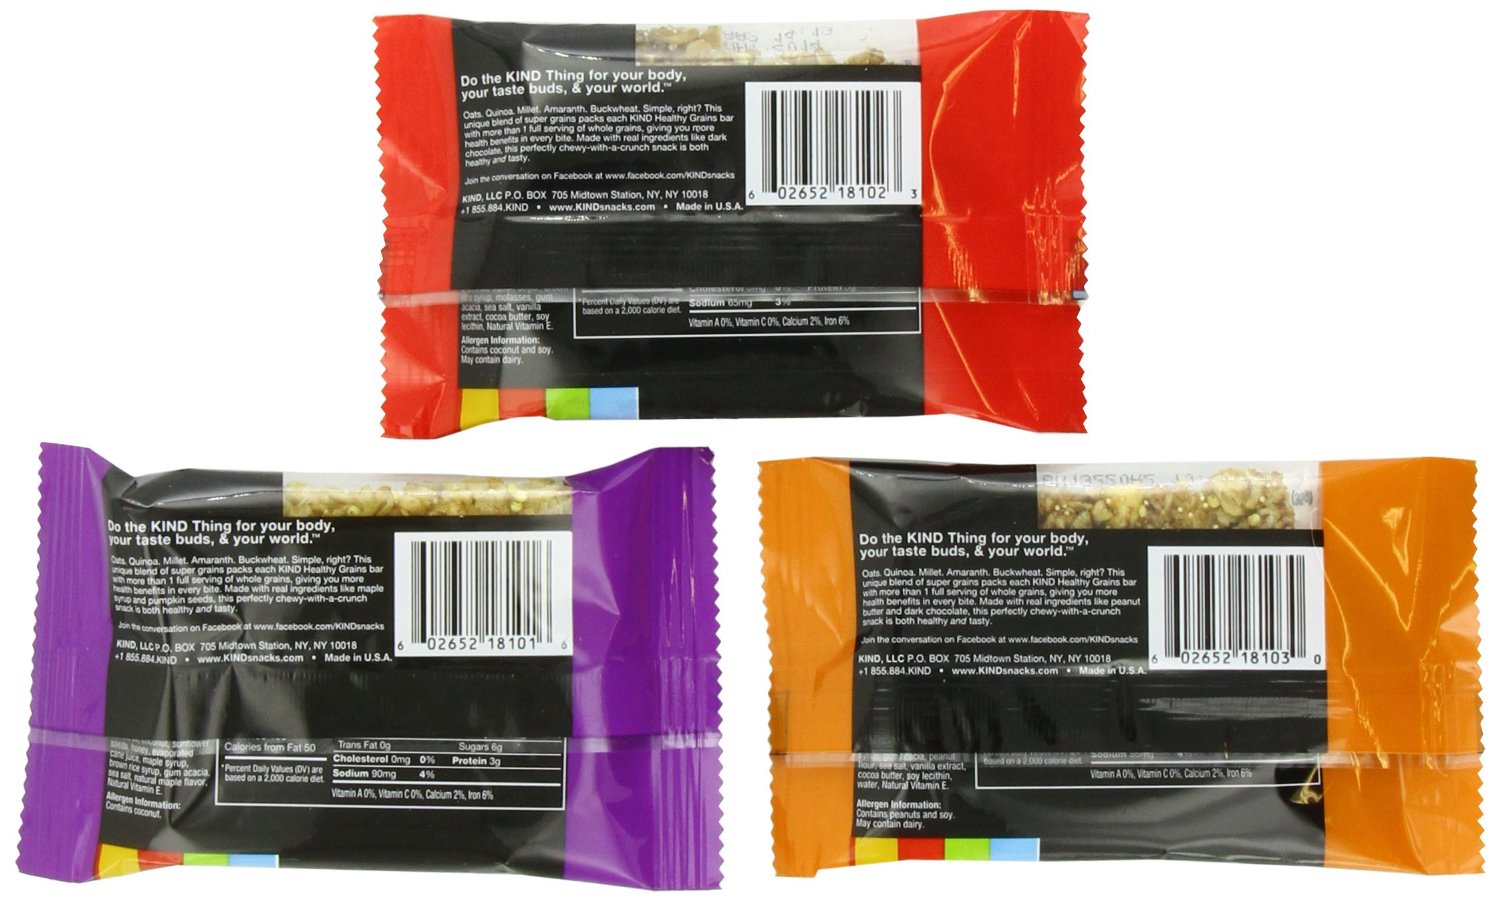 Do the KIND Thing for your body,
your taste buds, & your world.™
Oats. Quinoa. Millet. Amaranth. Buckwheat. Simple, right? This
unique blend of super grains packs each KIND Healthy Grains bar
with more than 1 full serving of whole grains, giving you more
health benefits in every bite. Made with real ingredients like dark
chocolate, this perfectly chewy-with-a-crunch snack is both
healthy and tasty.
Join the conversation on Facebook at www.facebook.com/KINDsnacks
KIND, LLC P.O. BOX 705 Midtown Station, NY, NY 10018
+1 855.884.KIND • www.KINDsnacks.com • Made in U.S.A.
6 02652 18102 3
rice syrup, molasses, gum
acacia, sea salt, vanilla
extract, cocoa butter, soy
lecithin, Natural Vitamin E.
Allergen Information:
Contains coconut and soy.
May contain dairy.
*Percent Daily Values (DV) are
based on a 2,000 calorie diet.
Cholesterol 0mg 0% Protein 3g
Sodium 65mg 3%
Vitamin A 0%, Vitamin C 0%, Calcium 2%, Iron 6%
Do the KIND Thing for your body,
your taste buds, & your world.™
Oats. Quinoa. Millet. Amaranth. Buckwheat. Simple, right? This
unique blend of super grains packs each KIND Healthy Grains bar
with more than 1 full serving of whole grains, giving you more
health benefits in every bite. Made with real ingredients like maple
syrup and pumpkin seeds, this perfectly chewy-with-a-crunch
snack is both healthy and tasty.
Join the conversation on Facebook at www.facebook.com/KINDsnacks
KIND, LLC P.O. BOX 705 Midtown Station, NY, NY 10018
+1 855.884.KIND • www.KINDsnacks.com • Made in U.S.A.
6 02652 18101 6
coconut, sunflower
seeds, honey, evaporated
cane juice, maple syrup,
brown rice syrup, gum acacia,
sea salt, natural maple flavor,
Natural Vitamin E.
Allergen Information:
Contains coconut.
Calories from Fat 50
*Percent Daily Values (DV) are
based on a 2,000 calorie diet.
Trans Fat 0g Sugars 6g
Cholesterol 0mg 0% Protein 3g
Sodium 90mg 4%
Vitamin A 0%, Vitamin C 0%, Calcium 2%, Iron 6%
Do the KIND Thing for your body,
your taste buds, & your world.™
Oats. Quinoa. Millet. Amaranth. Buckwheat. Simple, right? This
unique blend of super grains packs each KIND Healthy Grains bar
with more than 1 full serving of whole grains, giving you more
health benefits in every bite. Made with real ingredients like peanut
butter and dark chocolate, this perfectly chewy-with-a-crunch
snack is both healthy and tasty.
Join the conversation on Facebook at www.facebook.com/KINDsnacks
KIND, LLC P.O. BOX 705 Midtown Station, NY, NY 10018
+1 855.884.KIND • www.KINDsnacks.com • Made in U.S.A.
6 02652 18103 0
syrup, gum acacia, peanut
flour, sea salt, vanilla extract,
cocoa butter, soy lecithin,
water, Natural Vitamin E.
Allergen Information:
Contains peanuts and soy.
May contain dairy.
based on a 2,000 calorie diet.
Vitamin A 0%, Vitamin C 0%, Calcium 2%, Iron 6%